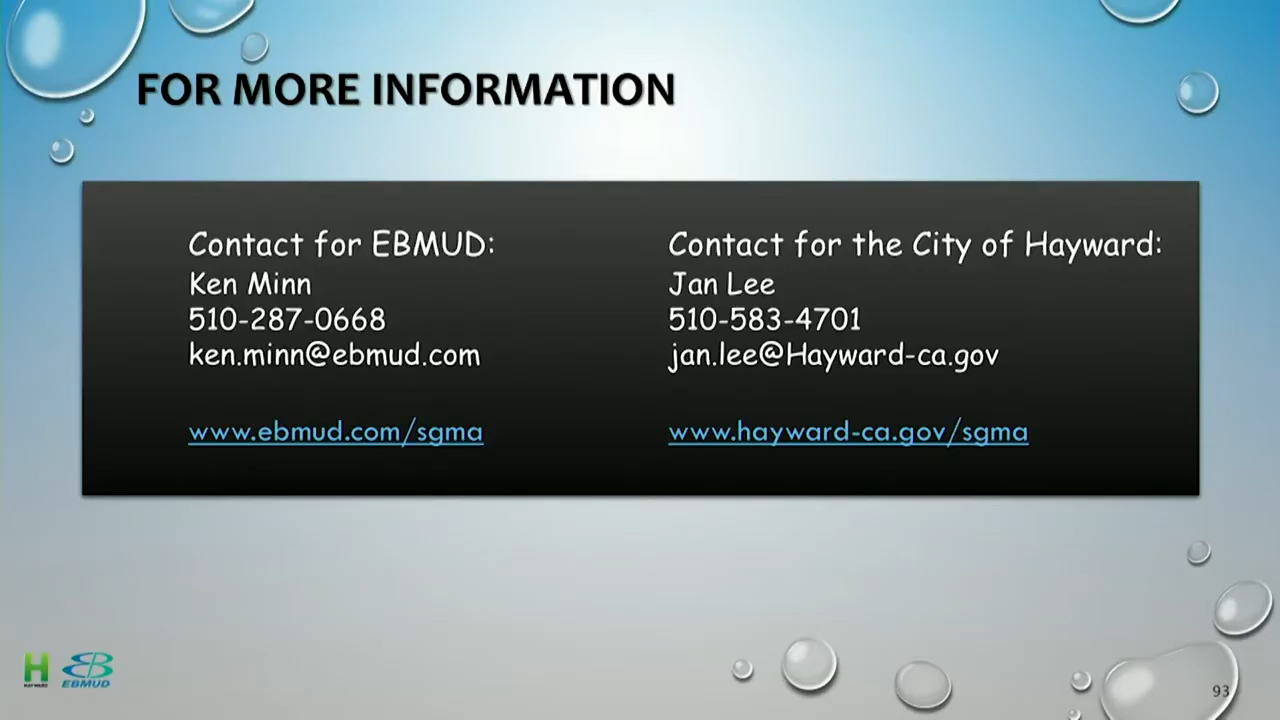 FOR MORE INFORMATION
Contact for EBMUD:
Ken Minn
510-287-0668
ken.minn@ebmud.com
www.ebmud.com/sgma
Contact for the City of Hayward:
Jan Lee
510-583-4701
jan.lee@Hayward-ca.gov
www.hayward-ca.gov/sgma
H
HAYWARD
EB
EBMUD
93